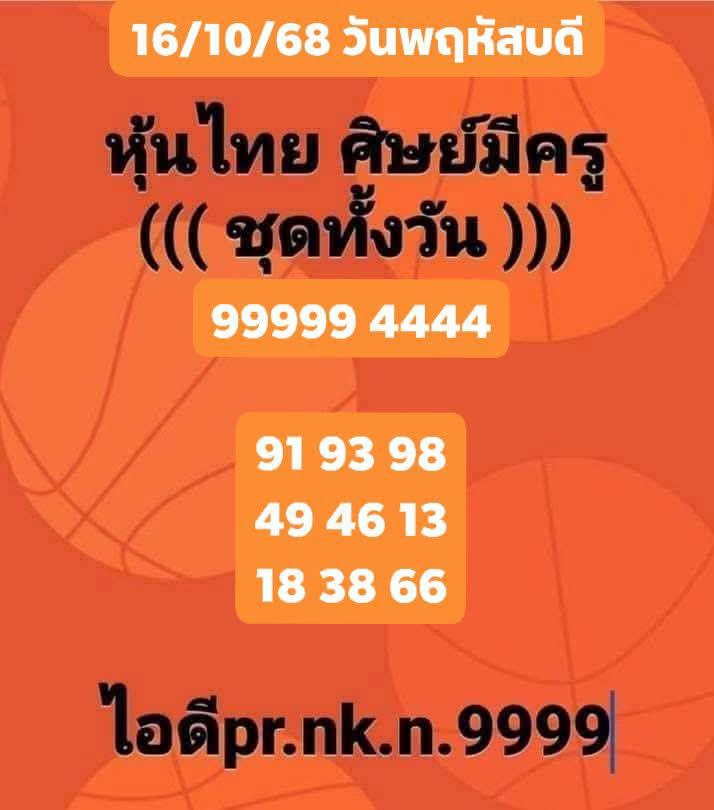 16/10/68 วันพฤหัสบดี
หุ้นไทย ศิษย์มีครู
((( ชุดทั้งวัน )))
99999 4444
91 93 98
49 46 13
18 38 66
ไอดีpr.nk.n.9999